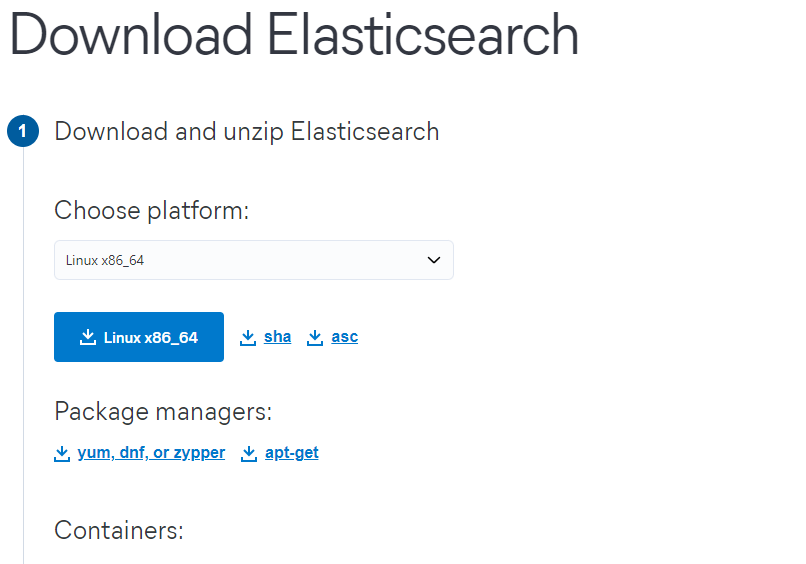 Download Elasticsearch
1 Download and unzip Elasticsearch
Choose platform:
Linux x86_64
Linux x86_64 sha asc
Package managers:
yum, dnf, or zypper apt-get
Containers: